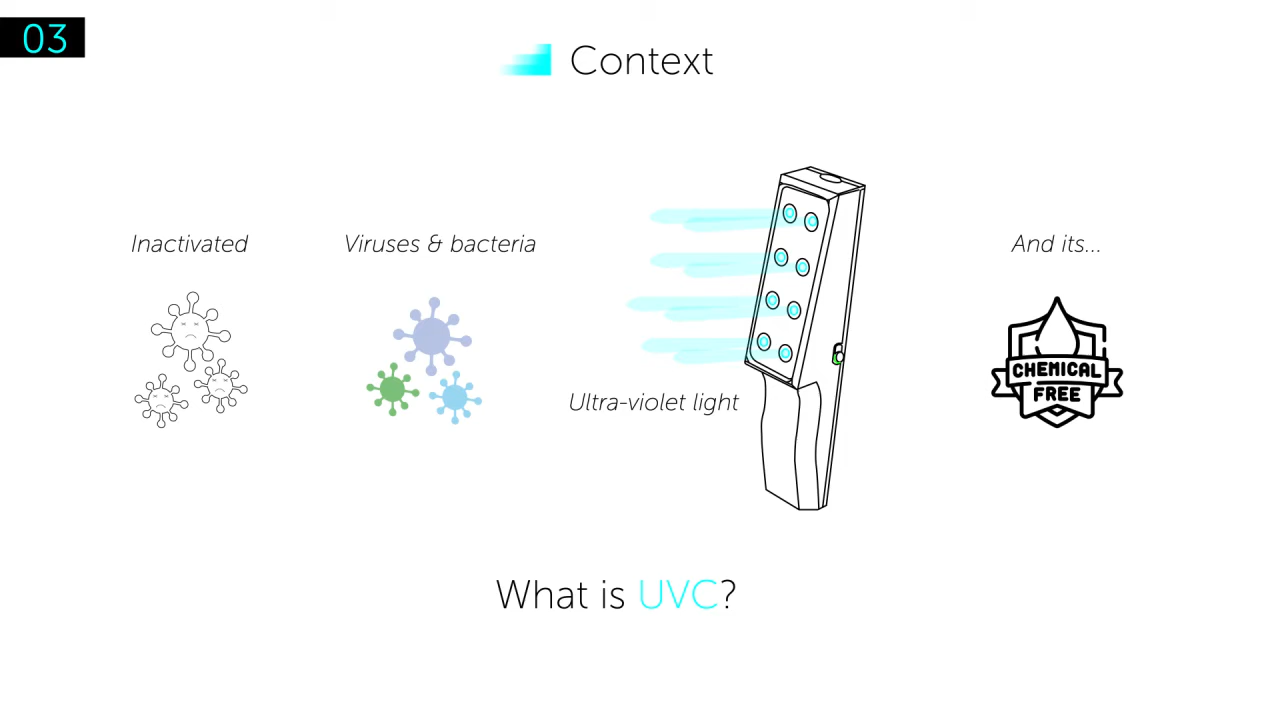 03
Context
Inactivated
Viruses & bacteria
Ultra-violet light
And its...
CHEMICAL
FREE
What is UVC?